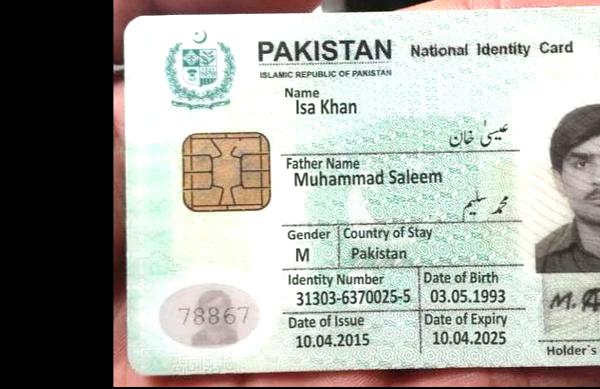 PAKISTAN National Identity Card
ISLAMIC REPUBLIC OF PAKISTAN
Name
Isa Khan
عیسیٰ خان
Father Name
Muhammad Saleem
محمد سلیم
Gender Country of Stay
M Pakistan
Identity Number Date of Birth
31303-6370025-5 03.05.1993
78867
Date of Issue Date of Expiry
10.04.2015 10.04.2025
Holder's